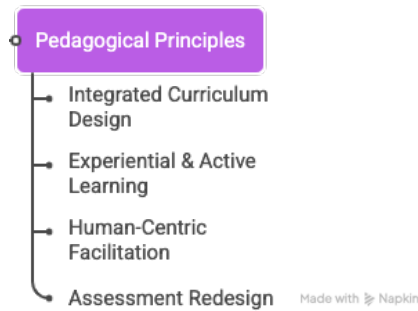 Pedagogical Principles
Integrated Curriculum
Design
Experiential & Active
Learning
Human-Centric
Facilitation
Assessment Redesign
Made with Napkin